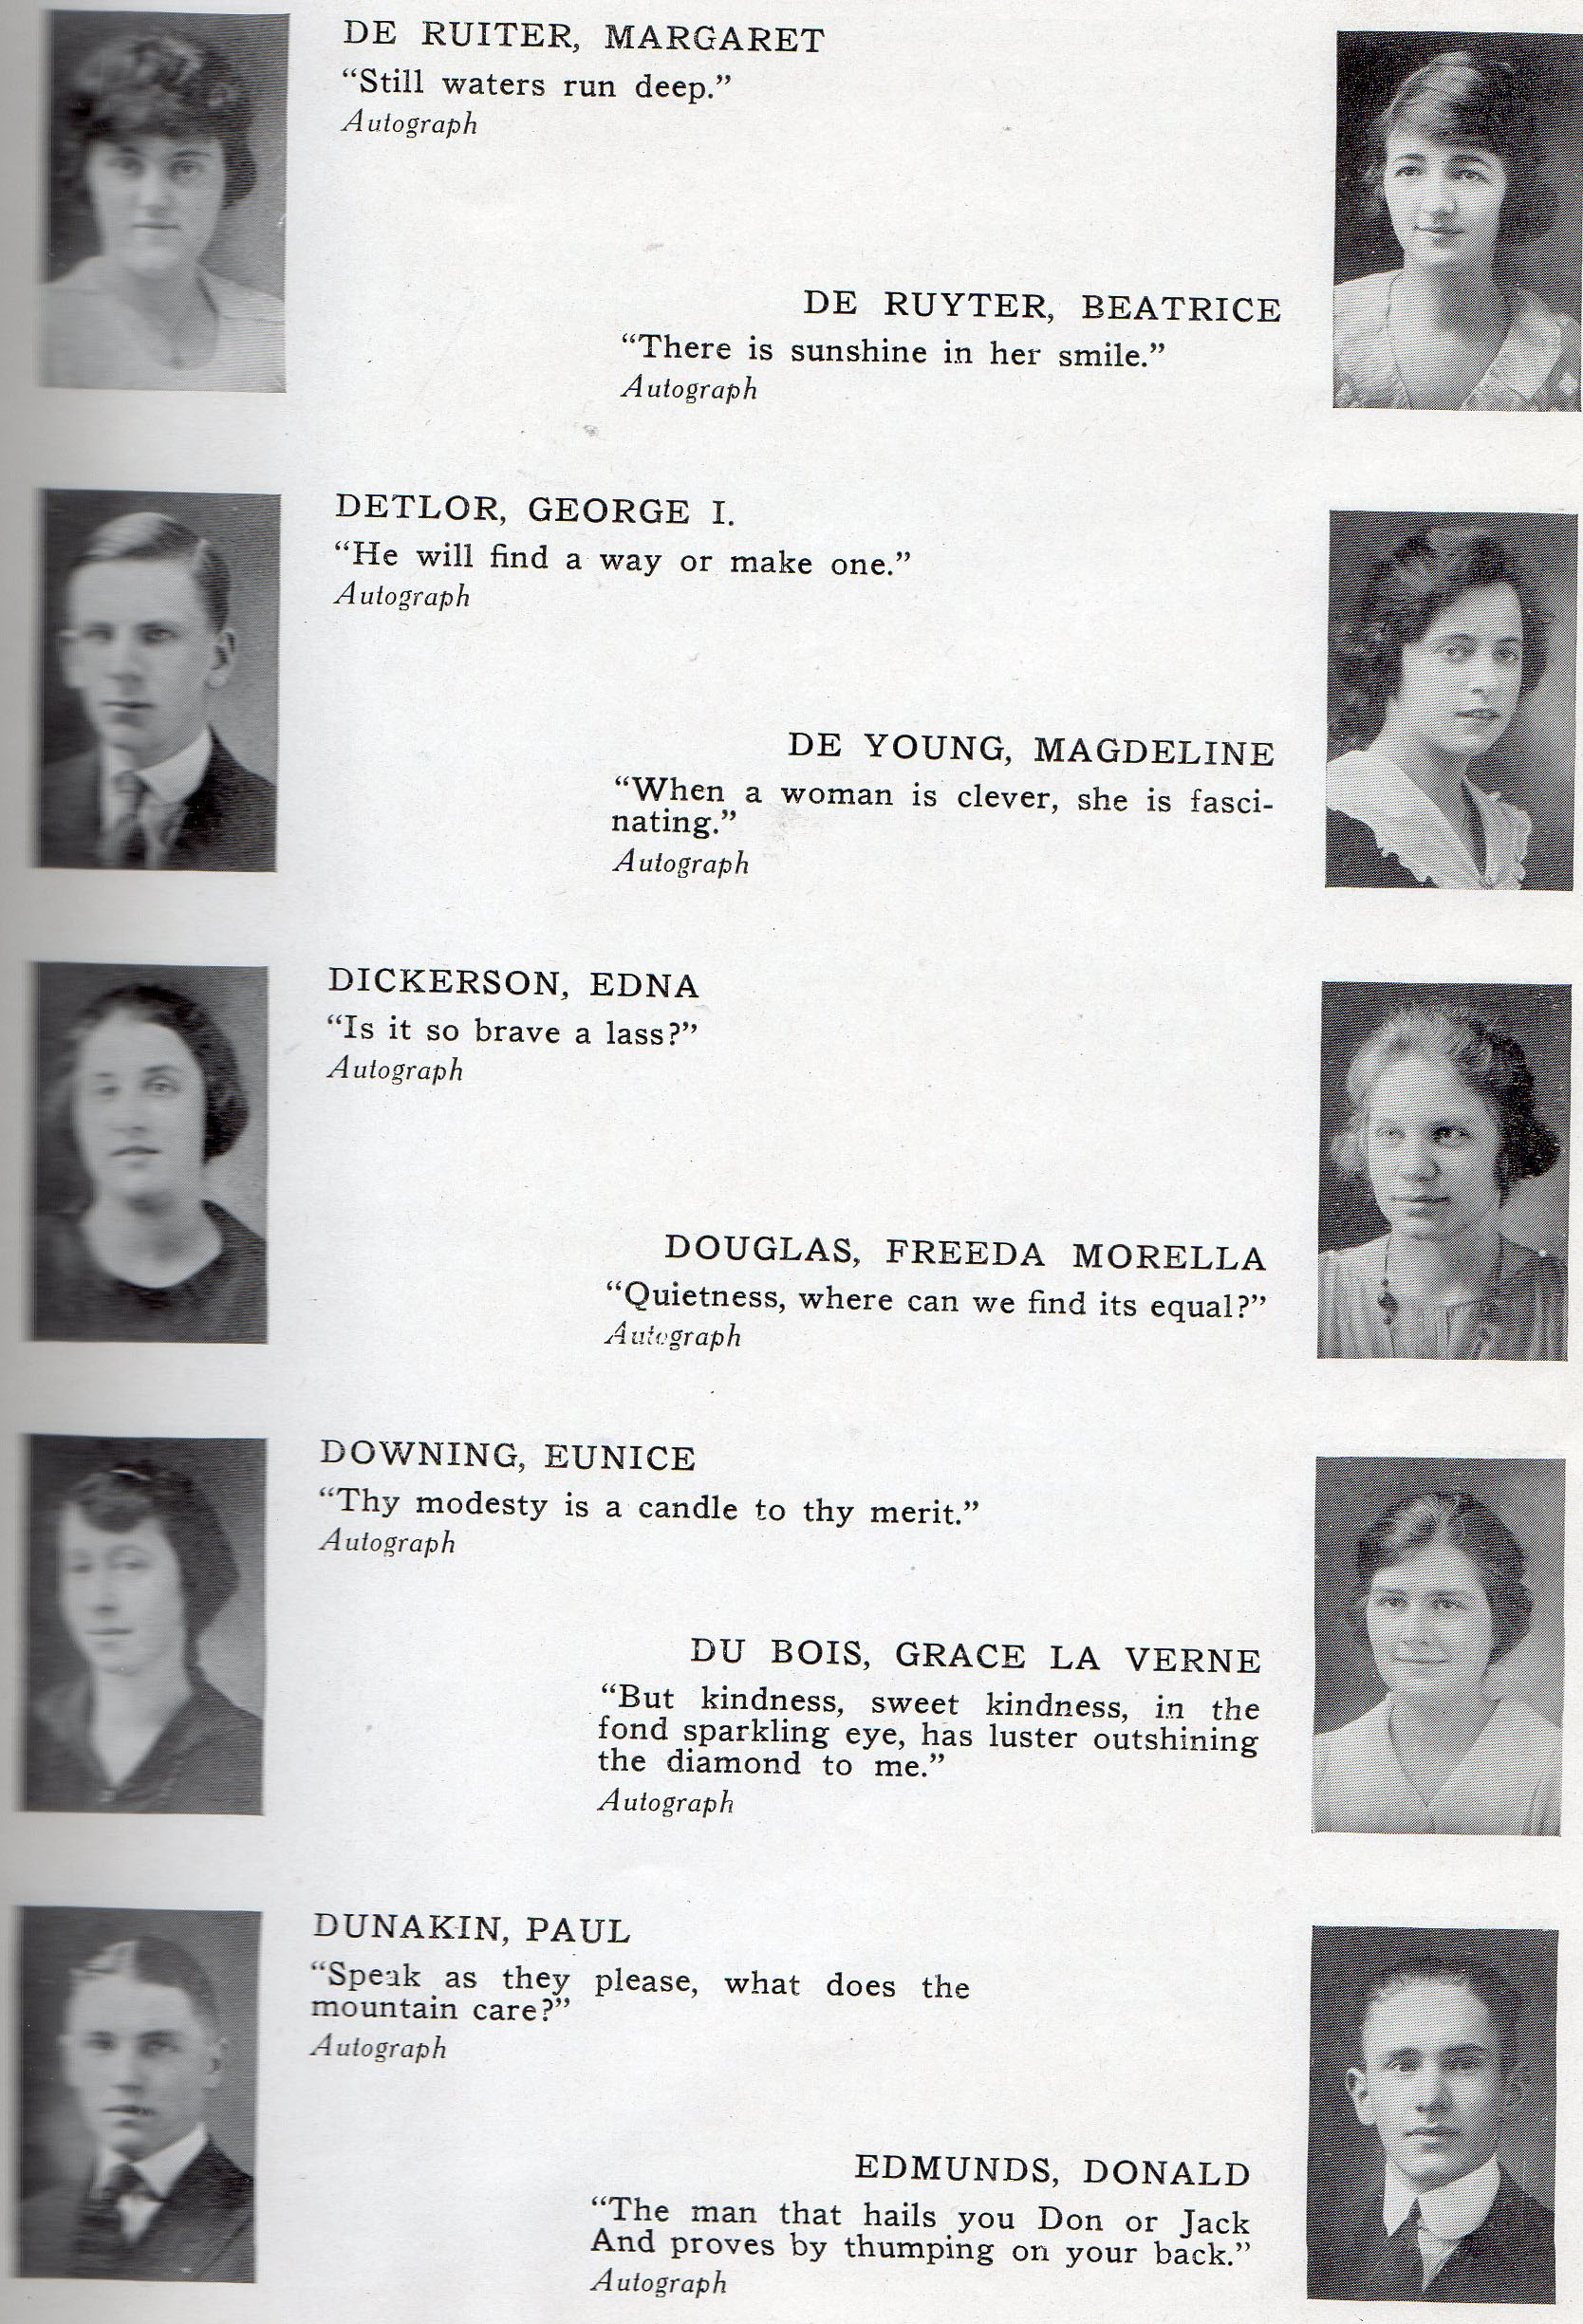 DE RUITER, MARGARET
“Still waters run deep.”
Autograph
DE RUYTER, BEATRICE
“There is sunshine in her smile.”
Autograph
DETLOR, GEORGE I.
“He will find a way or make one.”
Autograph
DE YOUNG, MAGDELINE
“When a woman is clever, she is fasci-
nating.”
Autograph
DICKERSON, EDNA
“Is it so brave a lass?”
Autograph
DOUGLAS, FREEDA MORELLA
“Quietness, where can we find its equal?”
Autograph
DOWNING, EUNICE
“Thy modesty is a candle to thy merit.”
Autograph
DU BOIS, GRACE LA VERNE
“But kindness, sweet kindness, in the
fond sparkling eye, has luster outshining
the diamond to me.”
Autograph
DUNAKIN, PAUL
“Speak as they please, what does the
mountain care?”
Autograph
EDMUNDS, DONALD
“The man that hails you Don or Jack
And proves by thumping on your back.”
Autograph